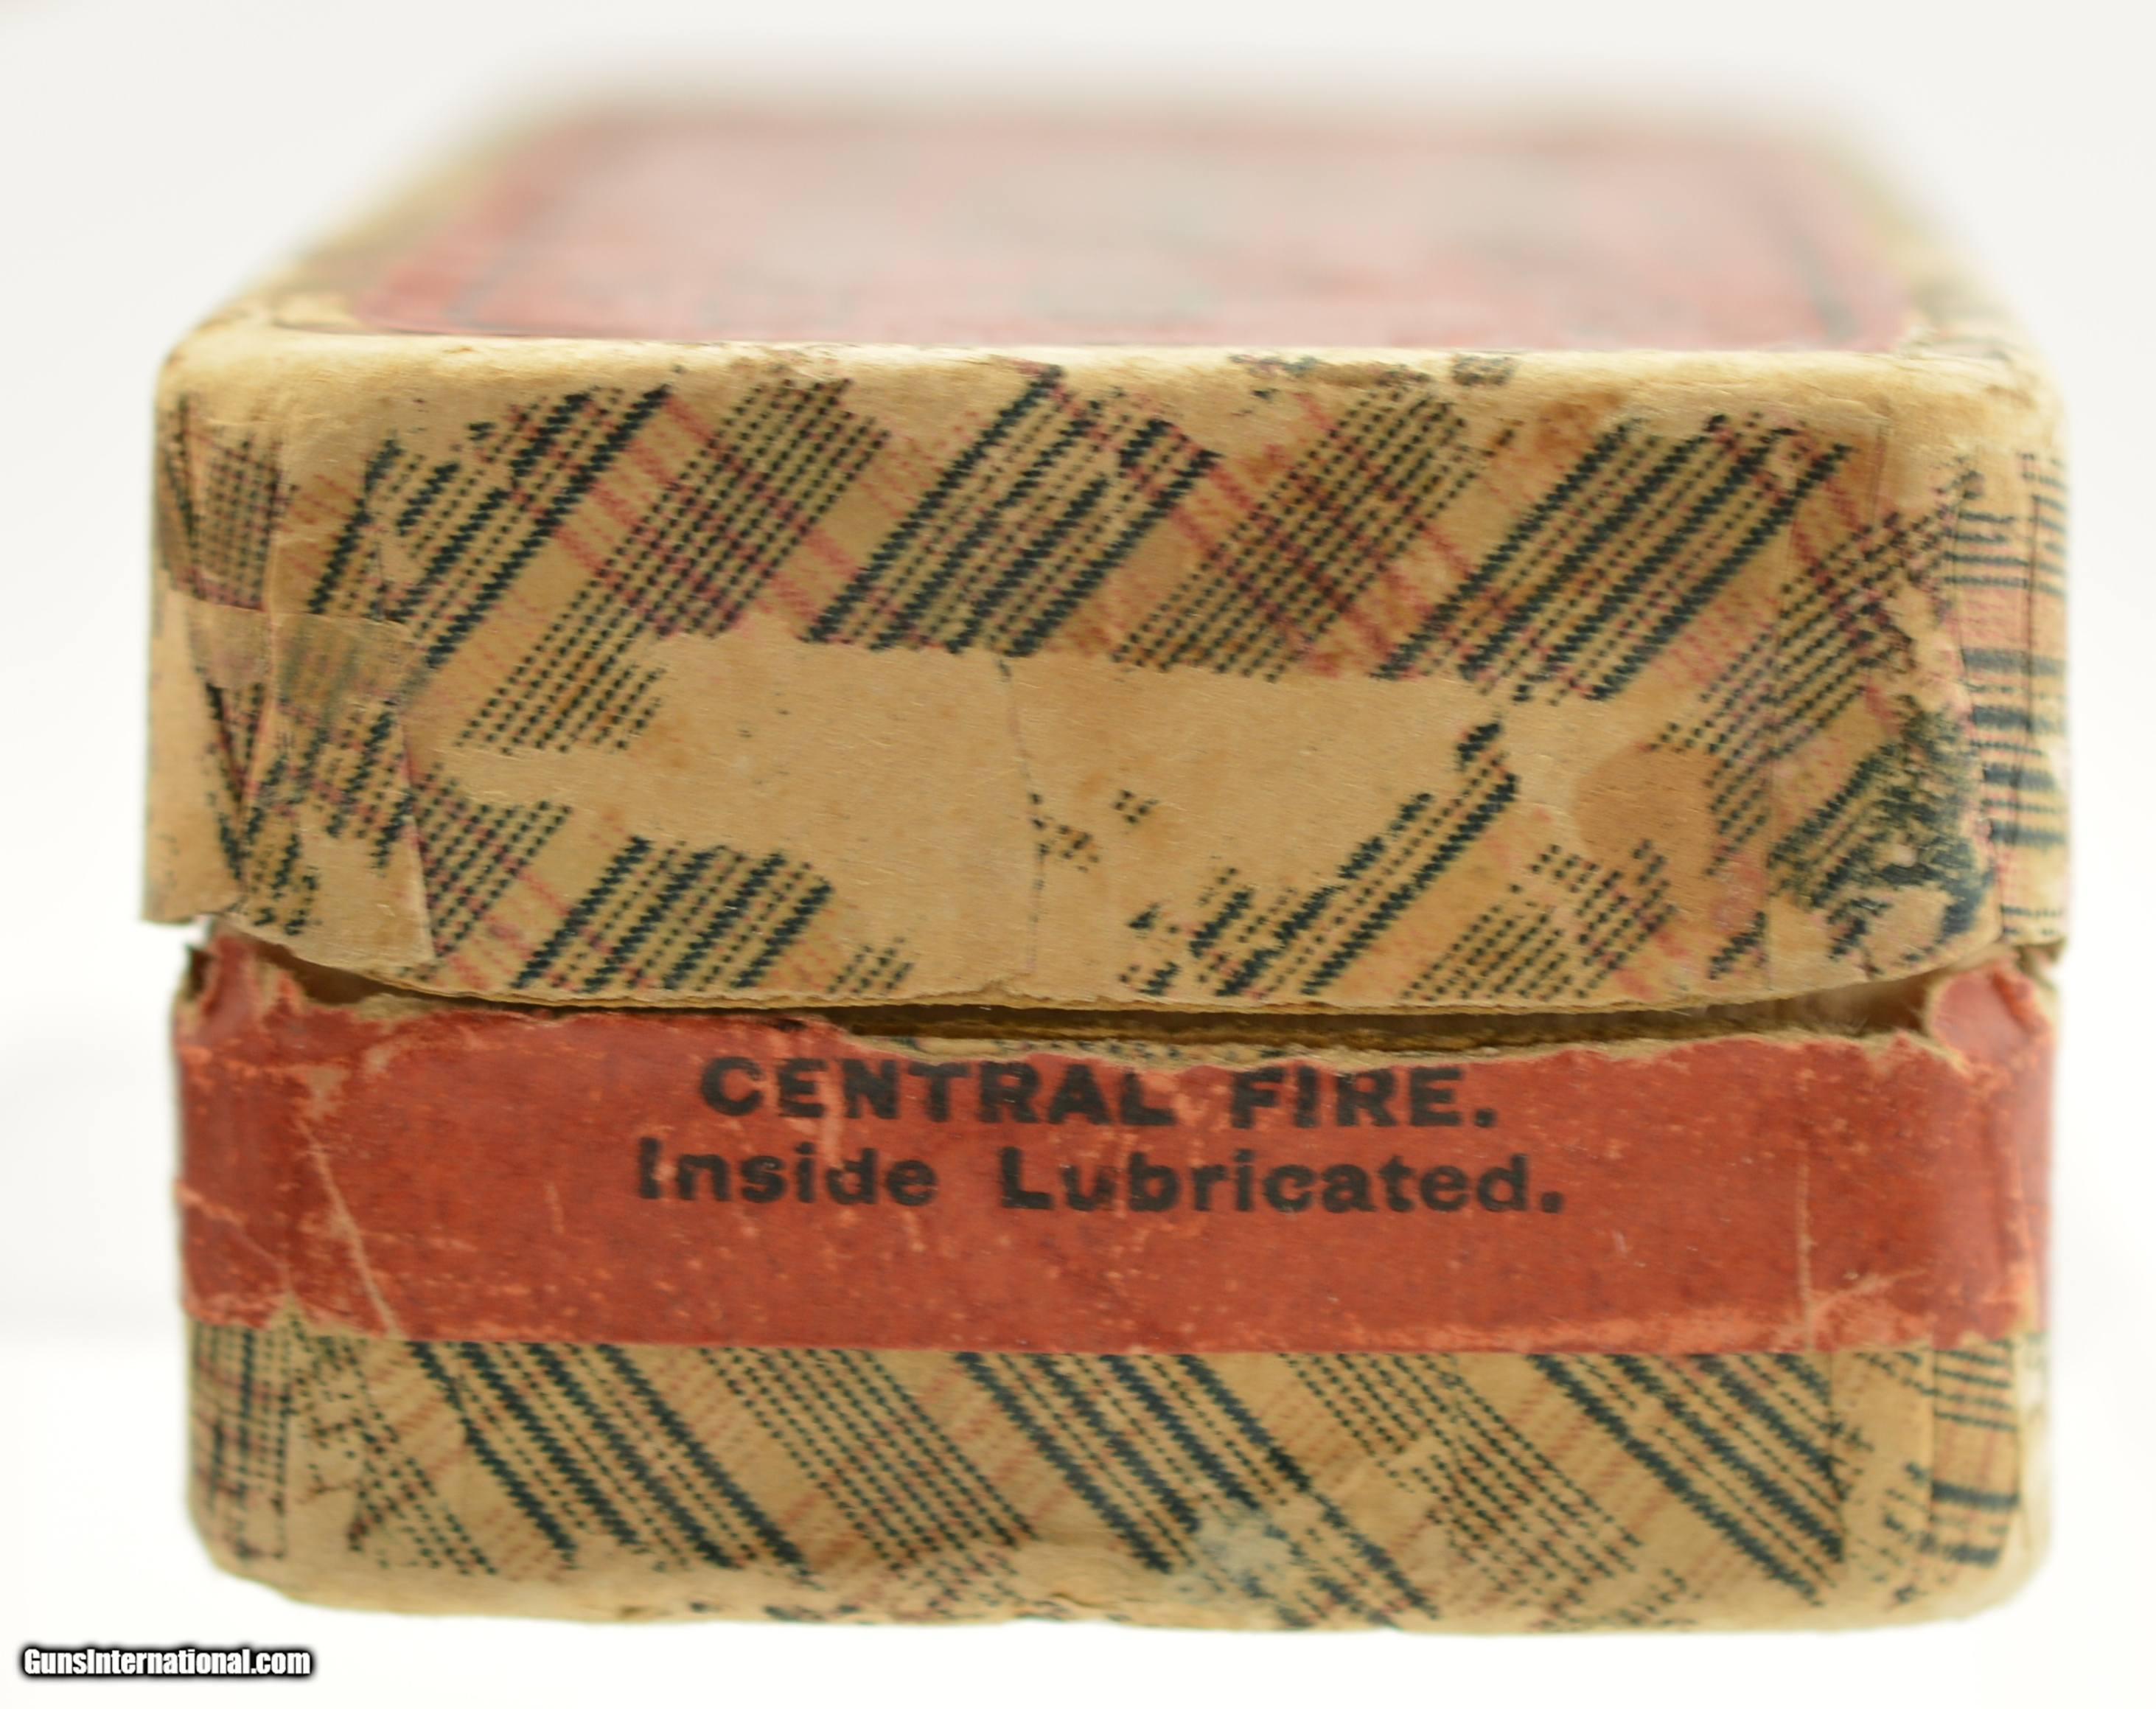 CENTRAL FIRE.
Inside Lubricated.
GunsInternational.com